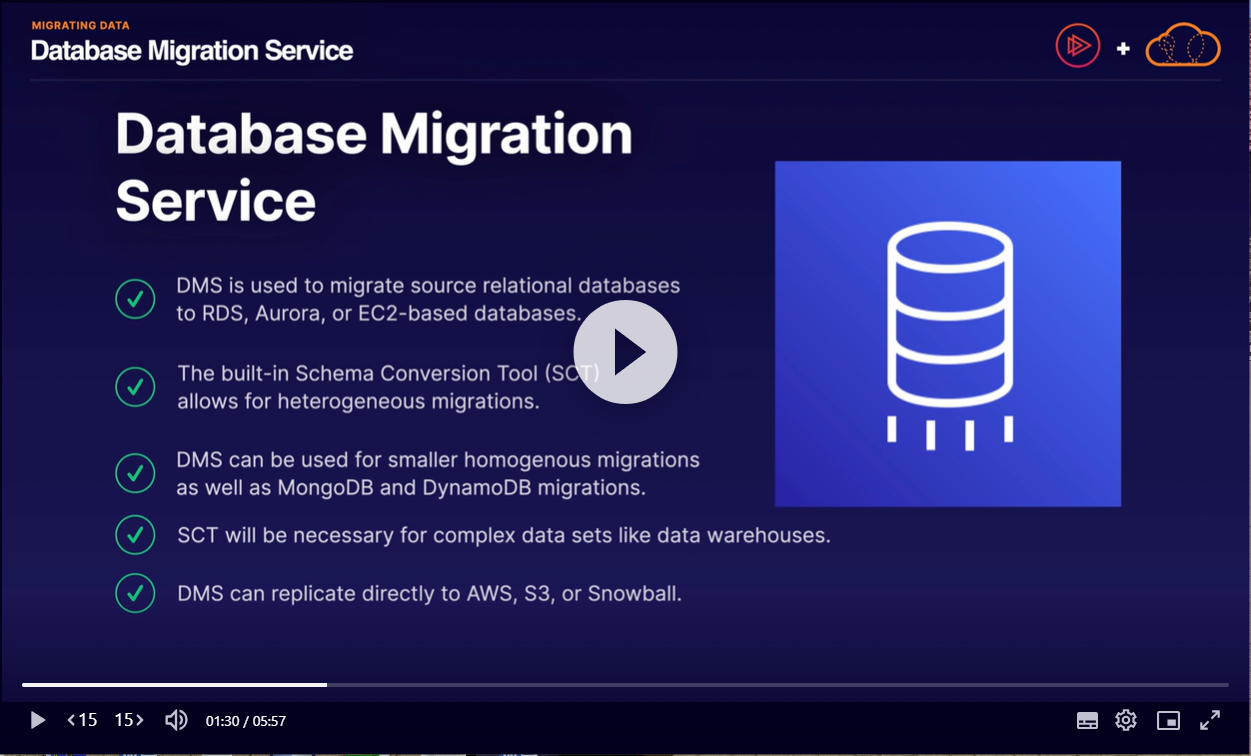 MIGRATING DATA
Database Migration Service
+
Database Migration
Service
DMS is used to migrate source relational databases
to RDS, Aurora, or EC2-based databases.
The built-in Schema Conversion Tool (SCT)
allows for heterogeneous migrations.
DMS can be used for smaller homogenous migrations
as well as MongoDB and DynamoDB migrations.
SCT will be necessary for complex data sets like data warehouses.
DMS can replicate directly to AWS, S3, or Snowball.
<15 15> 01:30 / 05:57